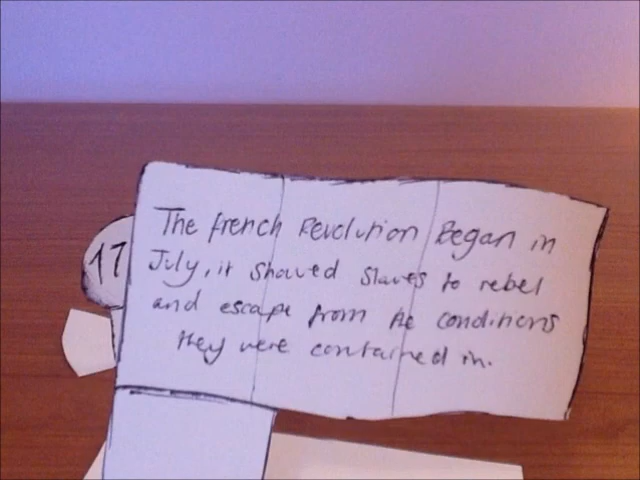 The French Revolution Began in
17
July, it showed slaves to rebel
and escape from the conditions
they were contained in.